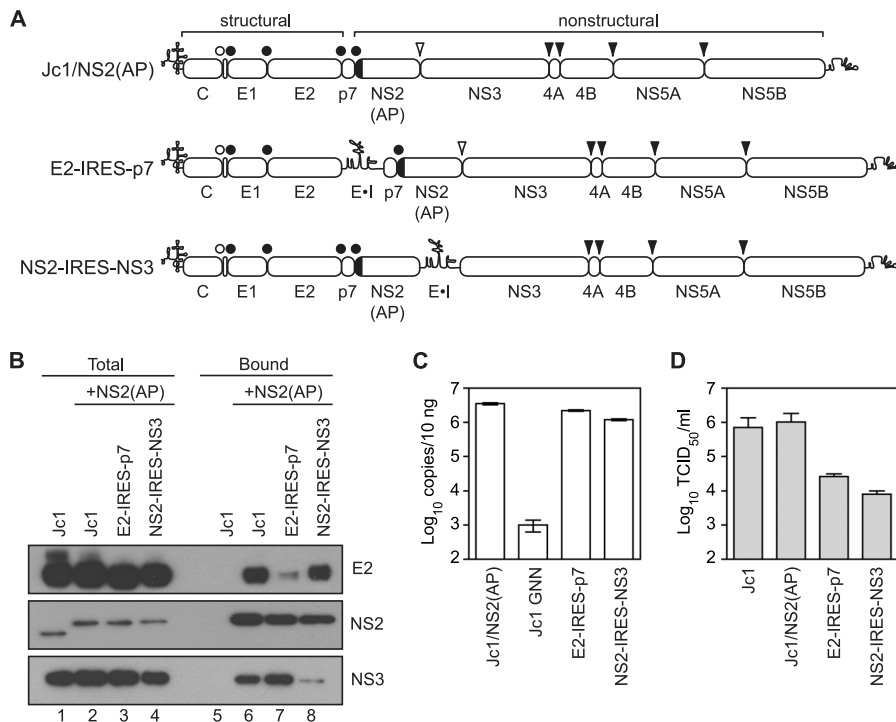 A
structural
nonstructural
Jc1/NS2(AP)
C E1 E2 p7 NS2 NS3 4A 4B NS5A NS5B
(AP)
E2-IRES-p7
C E1 E2 E•I p7 NS2 NS3 4A 4B NS5A NS5B
(AP)
NS2-IRES-NS3
C E1 E2 p7 NS2 E•I NS3 4A 4B NS5A NS5B
(AP)
B
Total Bound
+NS2(AP) +NS2(AP)
Jc1 Jc1 E2-IRES-p7 NS2-IRES-NS3 Jc1 Jc1 E2-IRES-p7 NS2-IRES-NS3
E2
NS2
NS3
1 2 3 4 5 6 7 8
C
Log10 copies/10 ng
7
6
5
4
3
2
Jc1/NS2(AP)
Jc1 GNN
E2-IRES-p7
NS2-IRES-NS3
D
Log10 TCID50/ml
7
6
5
4
3
2
Jc1
Jc1/NS2(AP)
E2-IRES-p7
NS2-IRES-NS3